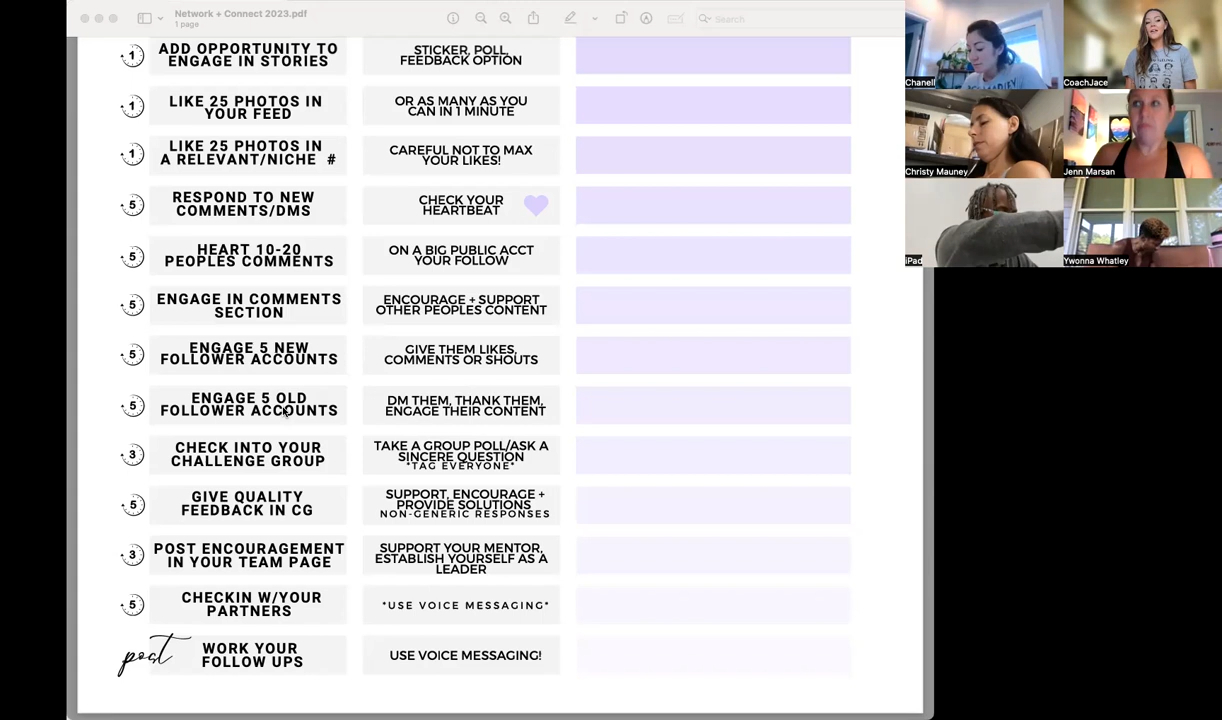 Network + Connect 2023.pdf
1 page
Search
1
ADD OPPORTUNITY TO
ENGAGE IN STORIES
STICKER, POLL,
FEEDBACK OPTION
1
LIKE 25 PHOTOS IN
YOUR FEED
OR AS MANY AS YOU
CAN IN 1 MINUTE
1
LIKE 25 PHOTOS IN
A RELEVANT/NICHE #
CAREFUL NOT TO MAX
YOUR LIKES!
5
RESPOND TO NEW
COMMENTS/DMS
CHECK YOUR
HEARTBEAT
5
HEART 10-20
PEOPLES COMMENTS
ON A BIG PUBLIC ACCT
YOUR FOLLOW
5
ENGAGE IN COMMENTS
SECTION
ENCOURAGE + SUPPORT
OTHER PEOPLES CONTENT
5
ENGAGE 5 NEW
FOLLOWER ACCOUNTS
GIVE THEM LIKES,
COMMENTS OR SHOUTS
5
ENGAGE 5 OLD
FOLLOWER ACCOUNTS
DM THEM, THANK THEM,
ENGAGE THEIR CONTENT
3
CHECK INTO YOUR
CHALLENGE GROUP
TAKE A GROUP POLL/ASK A
SINCERE QUESTION
*TAG EVERYONE*
5
GIVE QUALITY
FEEDBACK IN CG
SUPPORT, ENCOURAGE +
PROVIDE SOLUTIONS
NON-GENERIC RESPONSES
3
POST ENCOURAGEMENT
IN YOUR TEAM PAGE
SUPPORT YOUR MENTOR,
ESTABLISH YOURSELF AS A
LEADER
5
CHECKIN W/YOUR
PARTNERS
*USE VOICE MESSAGING*
post
WORK YOUR
FOLLOW UPS
USE VOICE MESSAGING!
Chanell
CoachJace
Christy Mauney
Jenn Marsan
iPad
Ywonna Whatley